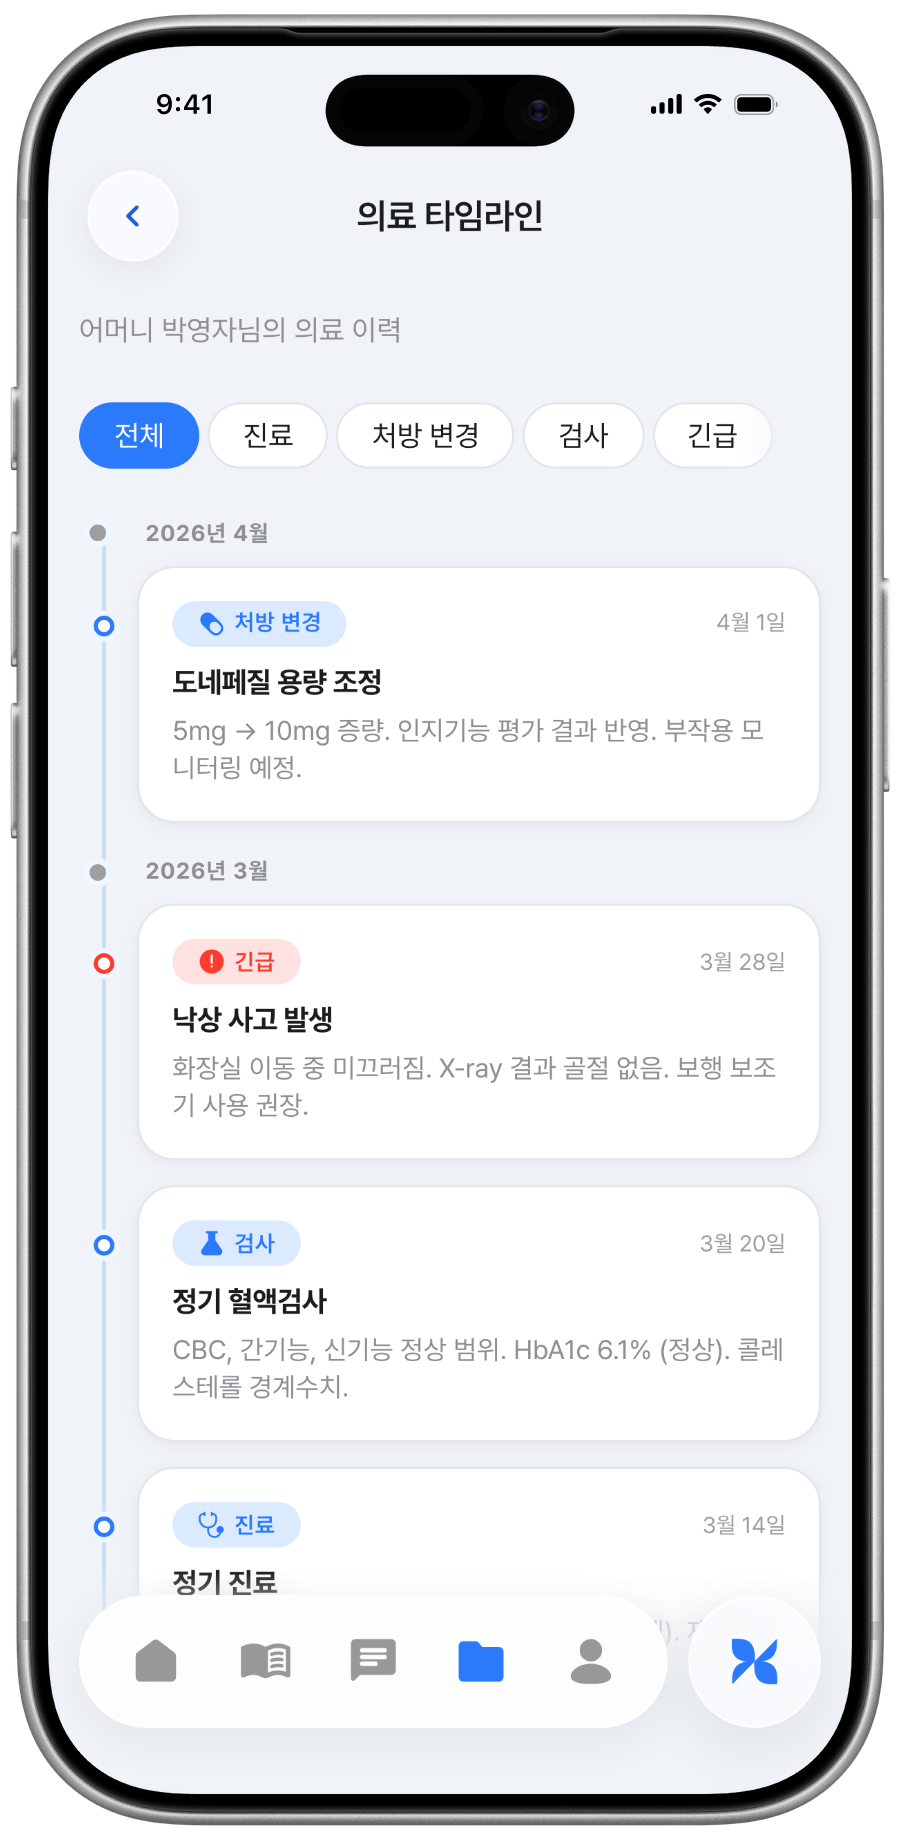 9:41
의료 타임라인
어머니 박영자님의 의료 이력
전체 진료 처방 변경 검사 긴급
2026년 4월
처방 변경 4월 1일
도네페질 용량 조정
5mg → 10mg 증량. 인지기능 평가 결과 반영. 부작용 모
니터링 예정.
2026년 3월
긴급 3월 28일
낙상 사고 발생
화장실 이동 중 미끄러짐. X-ray 결과 골절 없음. 보행 보조
기 사용 권장.
검사 3월 20일
정기 혈액검사
CBC, 간기능, 신기능 정상 범위. HbA1c 6.1% (정상). 콜레
스테롤 경계수치.
진료 3월 14일
정기 진료